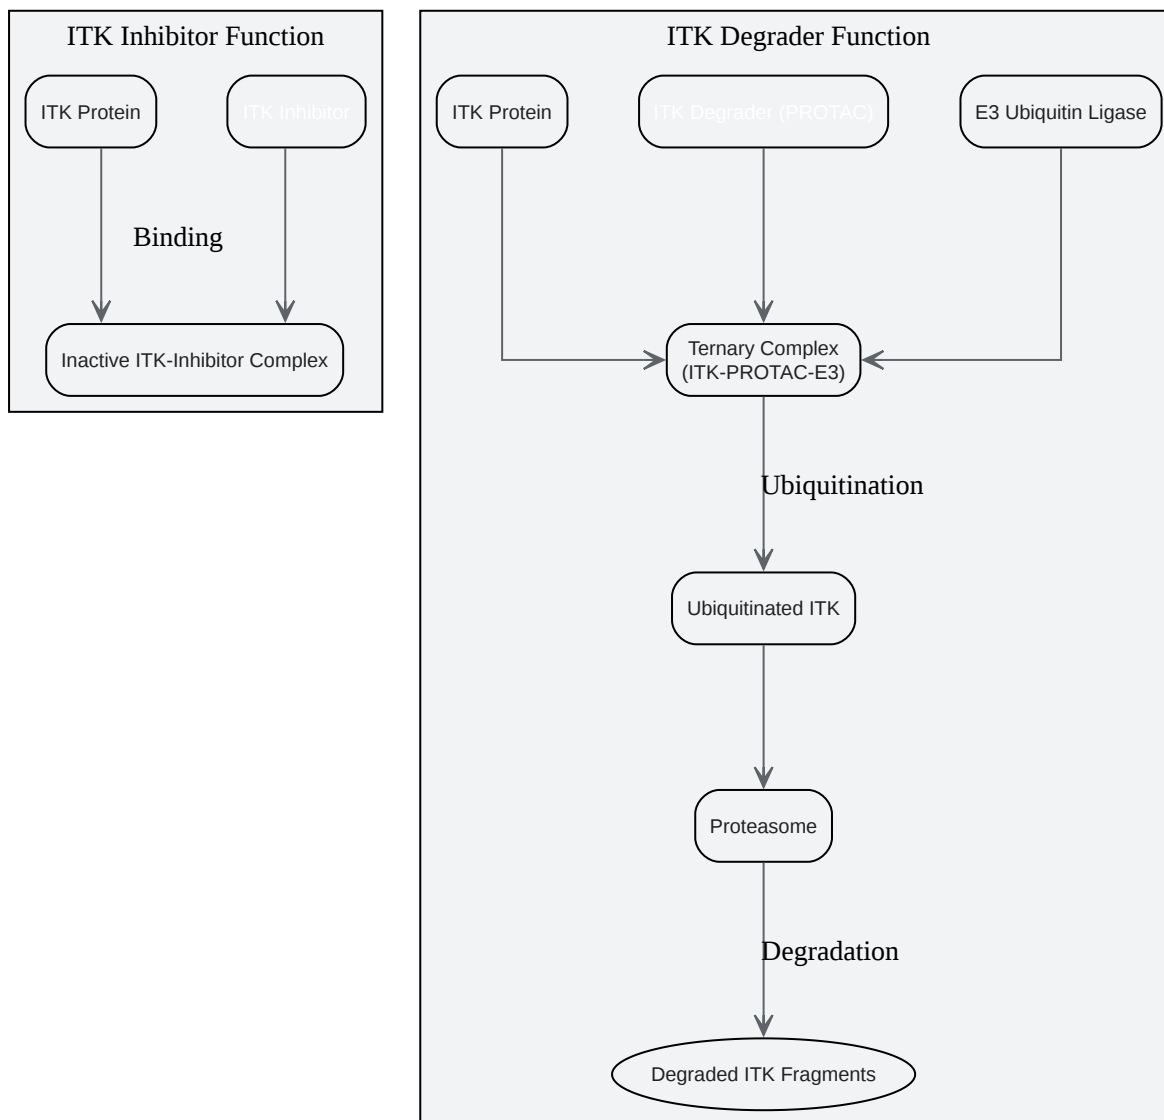 ITK Inhibitor Function
ITK Protein
ITK Inhibitor
Binding
Inactive ITK-Inhibitor Complex
ITK Degrader Function
ITK Protein
ITK Degrader (PROTAC)
E3 Ubiquitin Ligase
Ternary Complex
(ITK-PROTAC-E3)
Ubiquitination
Ubiquitinated ITK
Proteasome
Degradation
Degraded ITK Fragments